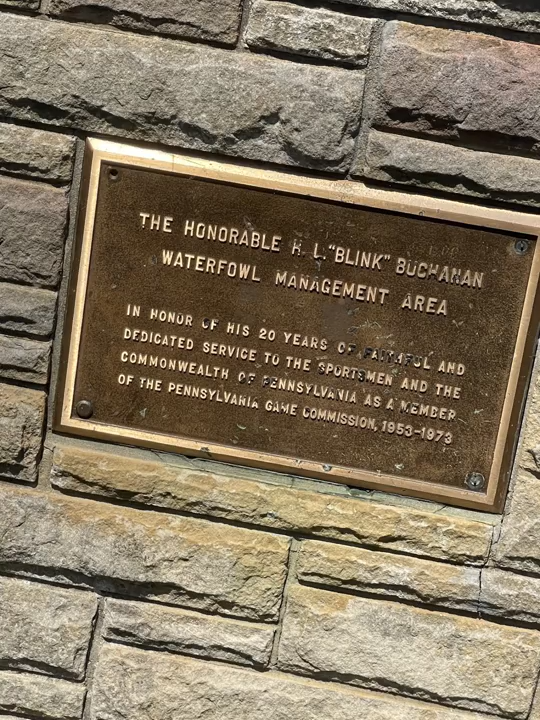 THE HONORABLE H. L. "BLINK" BUCHANAN
WATERFOWL MANAGEMENT AREA
IN HONOR OF HIS 20 YEARS OF FAITHFUL AND
DEDICATED SERVICE TO THE SPORTSMEN AND THE
COMMONWEALTH OF PENNSYLVANIA AS A MEMBER
OF THE PENNSYLVANIA GAME COMMISSION, 1953-1973